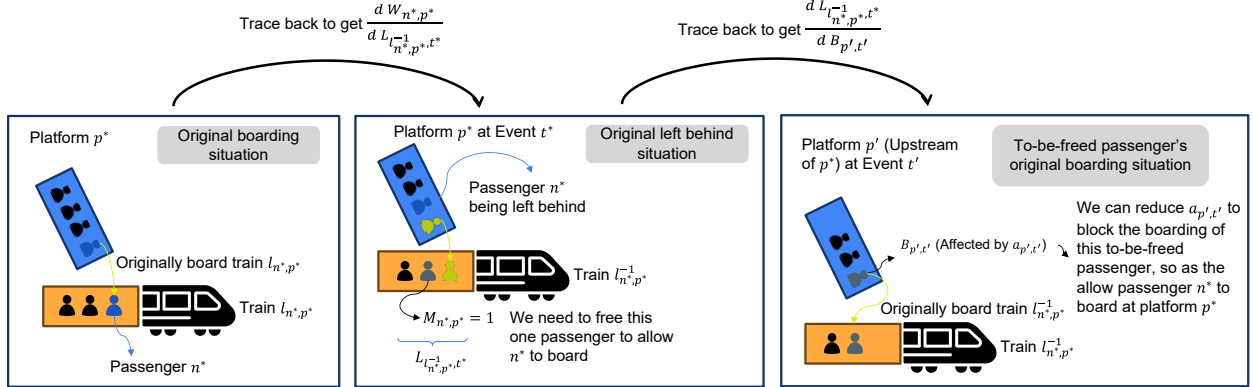 Trace back to get d W_{n*,p*} / d L_{l^{-1}_{n*,p*},t*}
Trace back to get d L_{l^{-1}_{n*,p*},t*} / d B_{p',t'}
Platform p*
Original boarding
situation
Originally board train l_{n*,p*}
Train l_{n*,p*}
Passenger n*
Platform p* at Event t*
Original left behind
situation
Passenger n*
being left behind
Train l^{-1}_{n*,p*}
M_{n*,p*} = 1
We need to free this
one passenger to allow
n* to board
L_{l^{-1}_{n*,p*},t*}
Platform p' (Upstream
of p*) at Event t'
To-be-freed passenger's
original boarding situation
B_{p',t'} (Affected by a_{p',t'})
We can reduce a_{p',t'} to
block the boarding of
this to-be-freed
passenger, so as the
allow passenger n* to
board at platform p*
Originally board train l^{-1}_{n*,p*}
Train l^{-1}_{n*,p*}